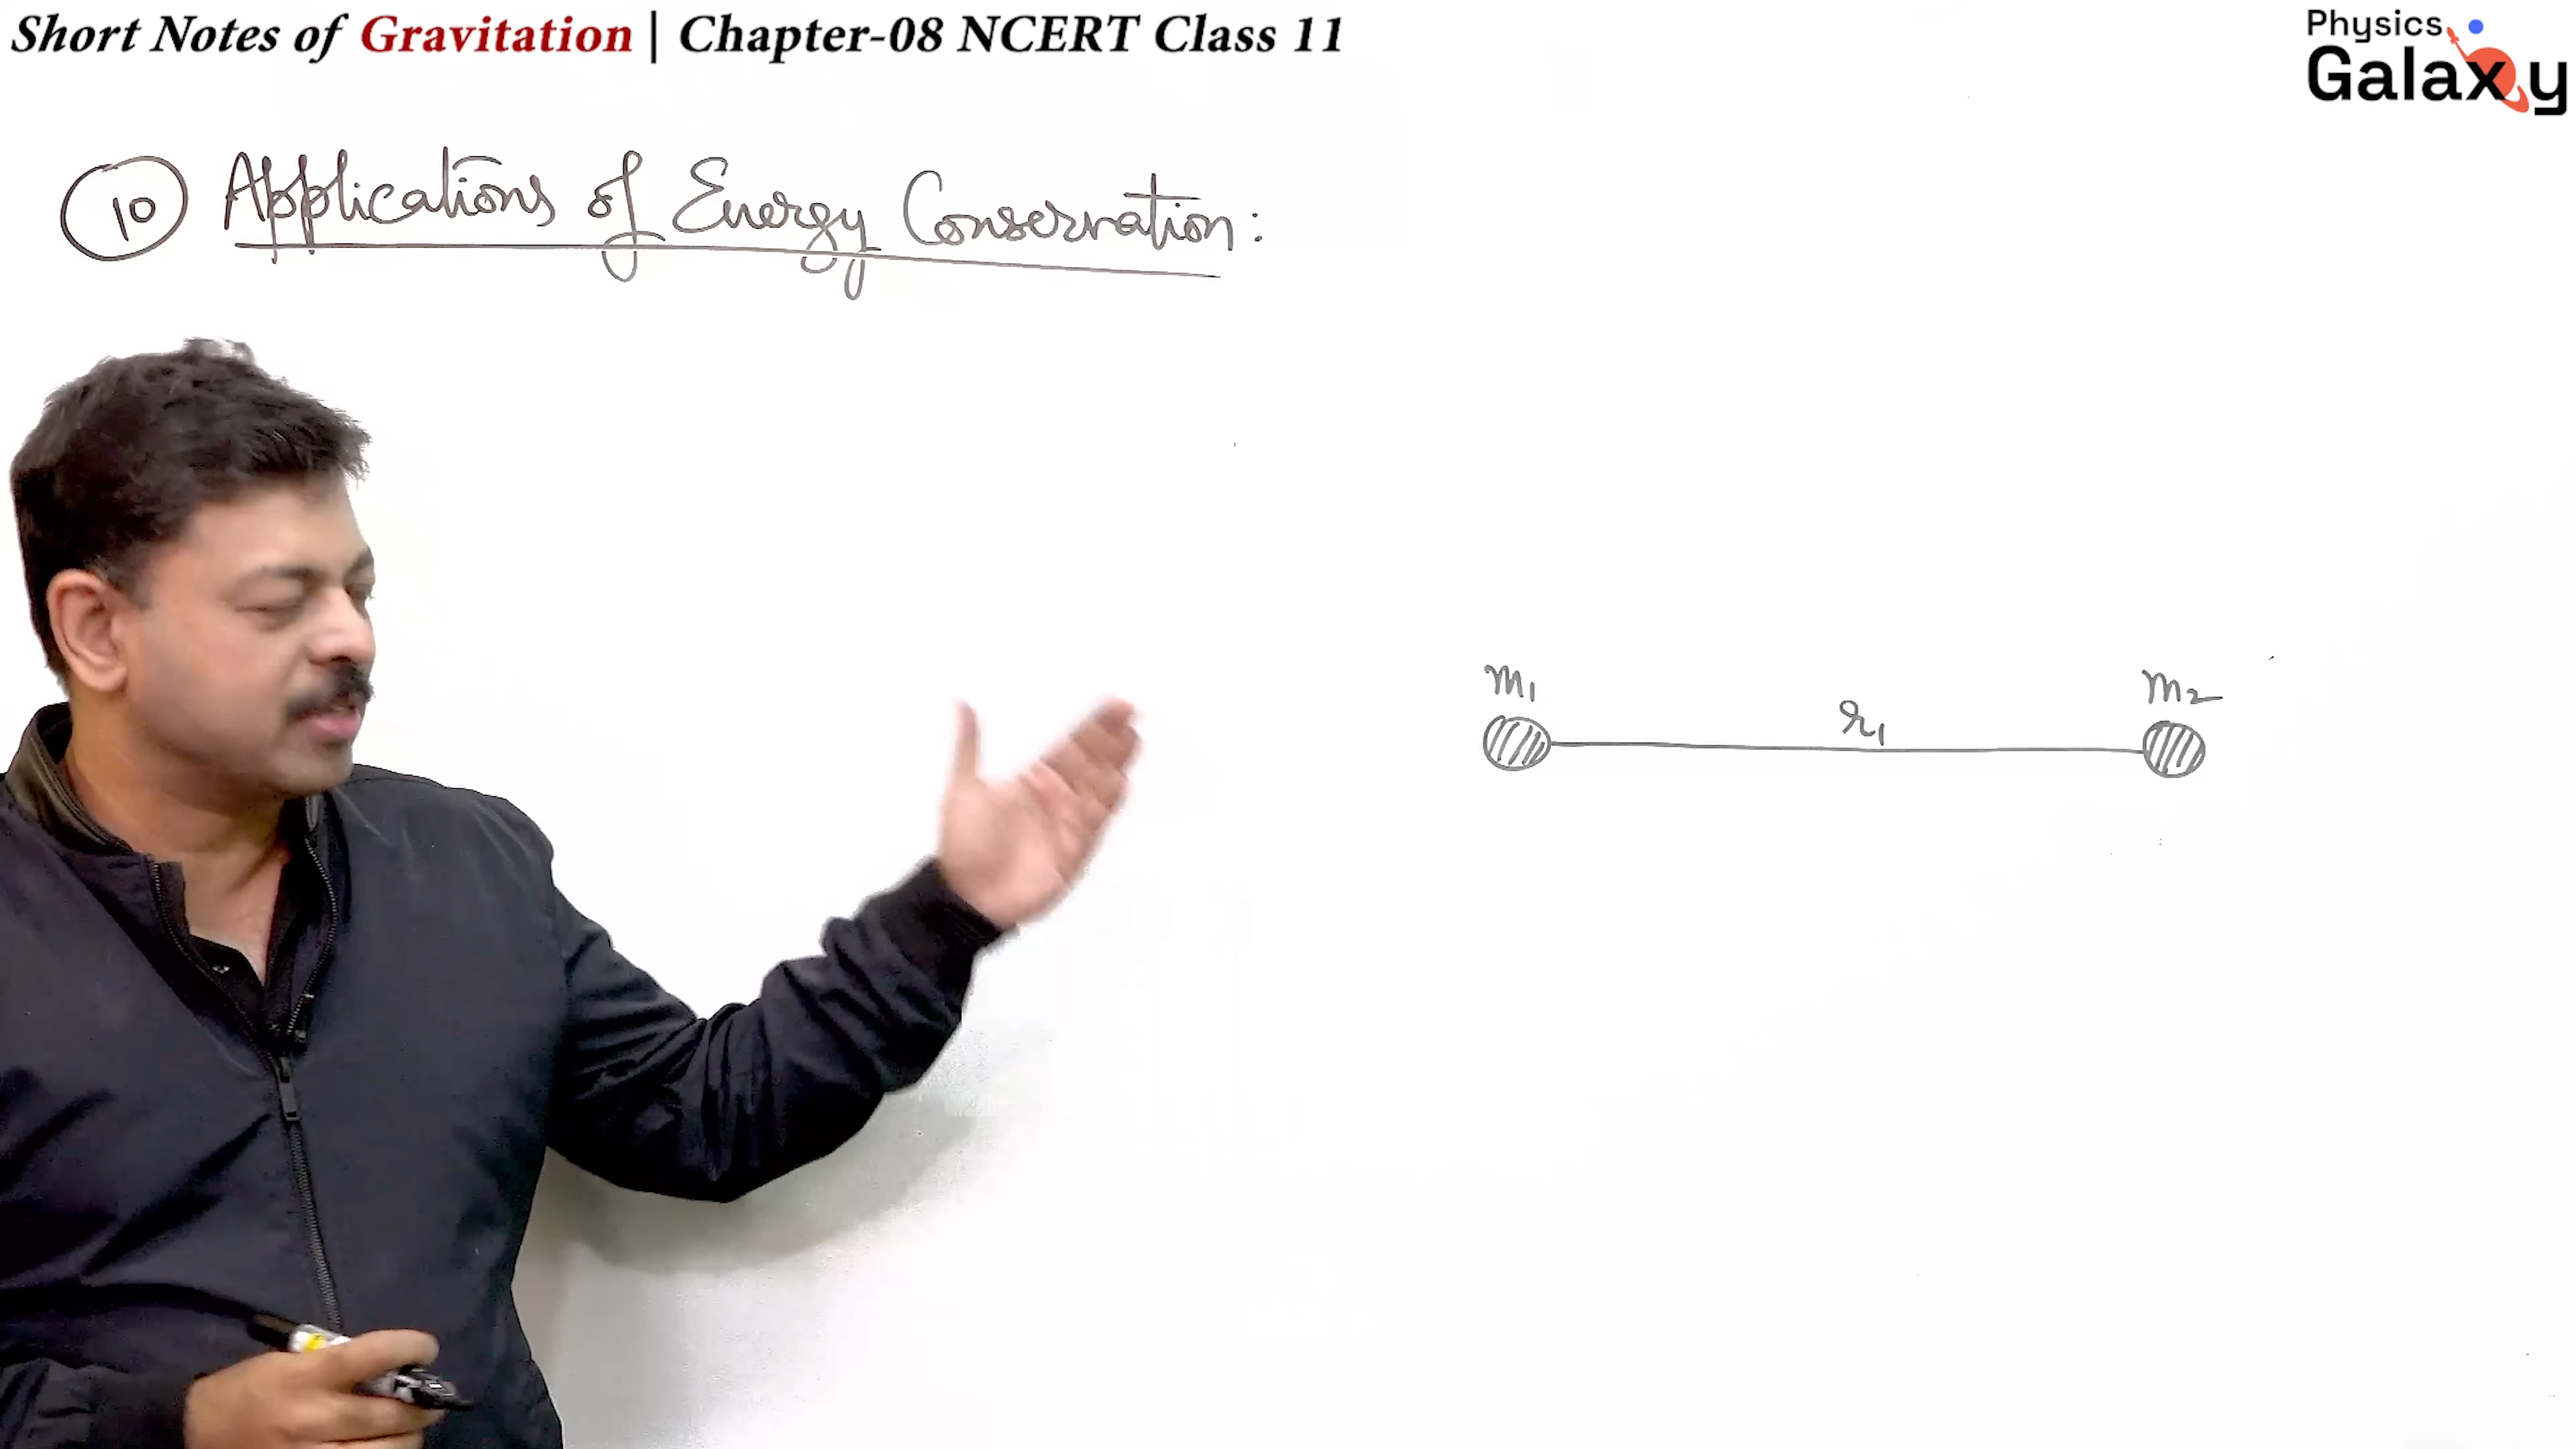 Short Notes of Gravitation | Chapter-08 NCERT Class 11
Physics
Galaxy
10 Applications of Energy Conservation:
m1
m2
r1